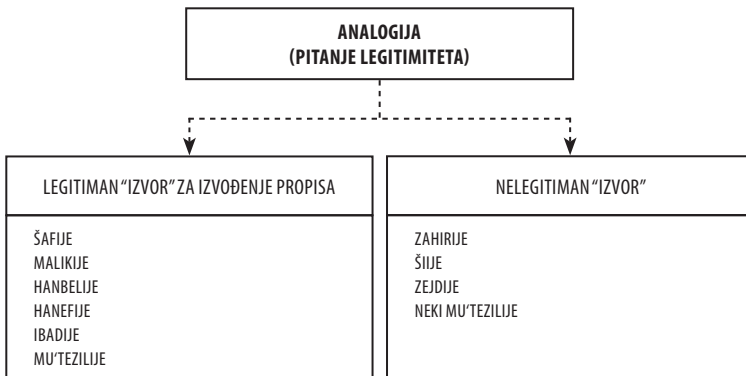 ANALOGIJA
(PITANJE LEGITIMITETA)
LEGITIMAN “IZVOR” ZA IZVOĐENJE PROPISA
ŠAFIJE
MALIKIJE
HANBELIJE
HANEFIJE
IBADIJE
MU‘TEZILIJE
NELEGITIMAN “IZVOR”
ZAHIRIJE
ŠIIJE
ZEJDIJE
NEKI MU‘TEZILIJE